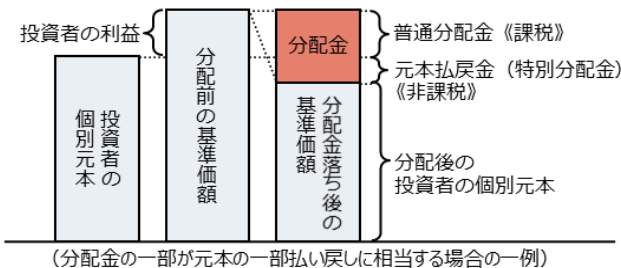 投資者の利益
投資者の
個別元本
分配前の基準価額
分配金
分配金落ち後の
基準価額
普通分配金《課税》
元本払戻金（特別分配金）
《非課税》
分配後の
投資者の個別元本
（分配金の一部が元本の一部払い戻しに相当する場合の一例）